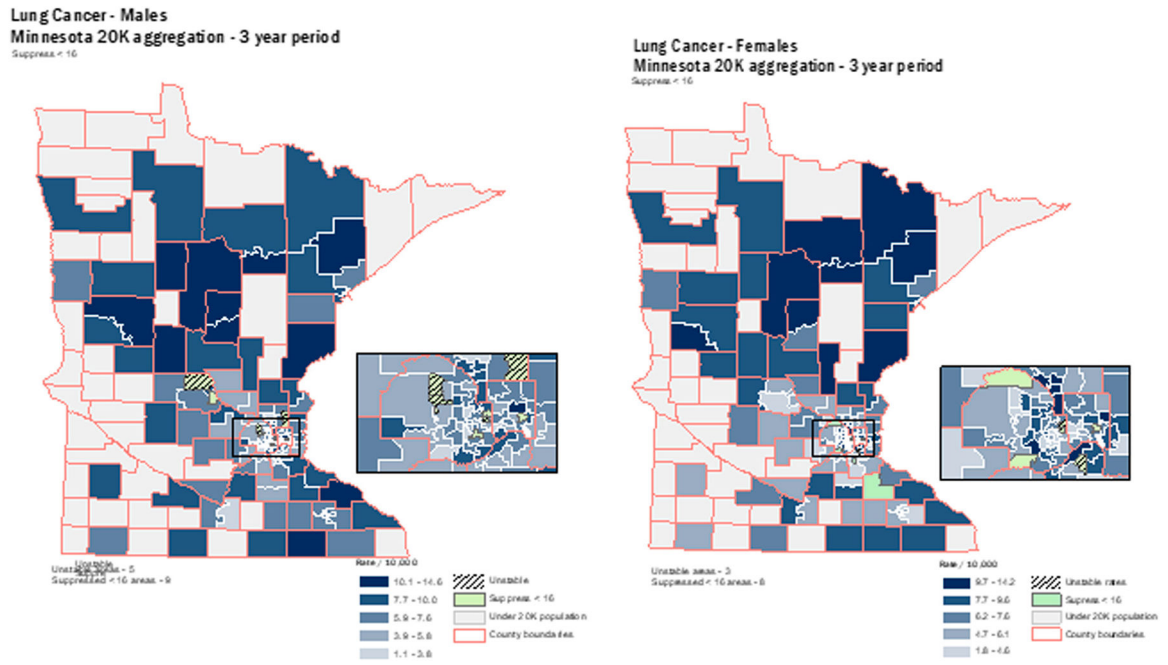 Lung Cancer - Males
Minnesota 20K aggregation - 3 year period
Suppress < 16
Unstable areas - 5
Suppressed <16 areas - 9
Rate / 10,000
10.1 - 14.6
7.7 - 10.0
5.9 - 7.6
3.9 - 5.8
1.1 - 3.8
Unstable
Suppress < 16
Under 20K population
County boundaries
Lung Cancer - Females
Minnesota 20K aggregation - 3 year period
Suppress < 16
Unstable areas - 3
Suppressed <16 areas - 8
Rate / 10,000
9.7 - 14.2
7.7 - 9.6
6.2 - 7.6
4.7 - 6.1
1.8 - 4.6
Unstable rates
Supress < 16
Under 20K population
County boundaries